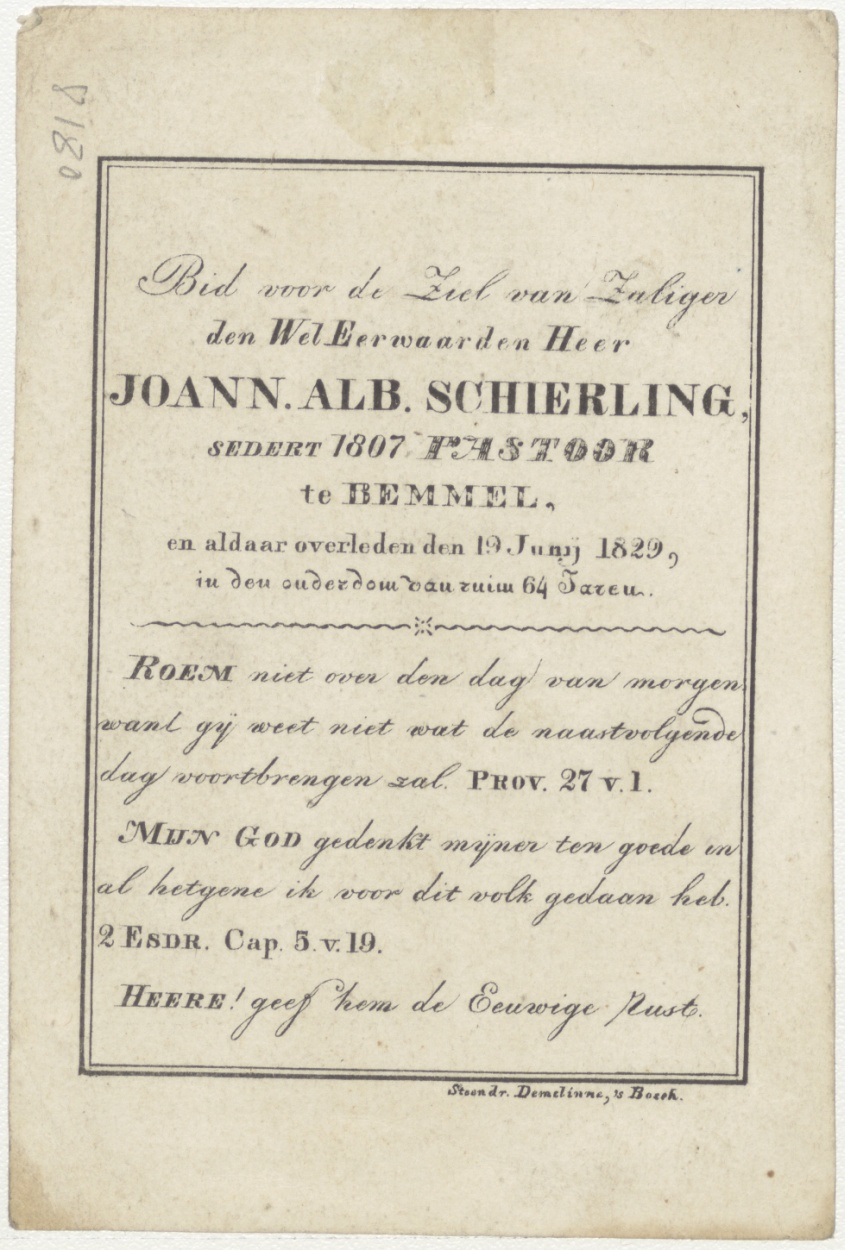 Bid voor de Ziel van Zaliger
den WelEerwaarden Heer
JOANN. ALB. SCHIERLING,
SEDERT 1807 PASTOOR
te BEMMEL,
en aldaar overleden den 19 Junij 1829,
in den ouderdom van ruim 64 Jaren.
ROEM niet over den dag van morgen
want gij weet niet wat de naastvolgende
dag voortbrengen zal. PROV. 27 v. 1.
MIJN GOD gedenkt mijner ten goede en
al hetgene ik voor dit volk gedaan heb.
2 ESDR. Cap. 5. v. 19.
HEERE! geef hem de Eeuwige Rust.
Steendr. Demelinne, 's Bosch.